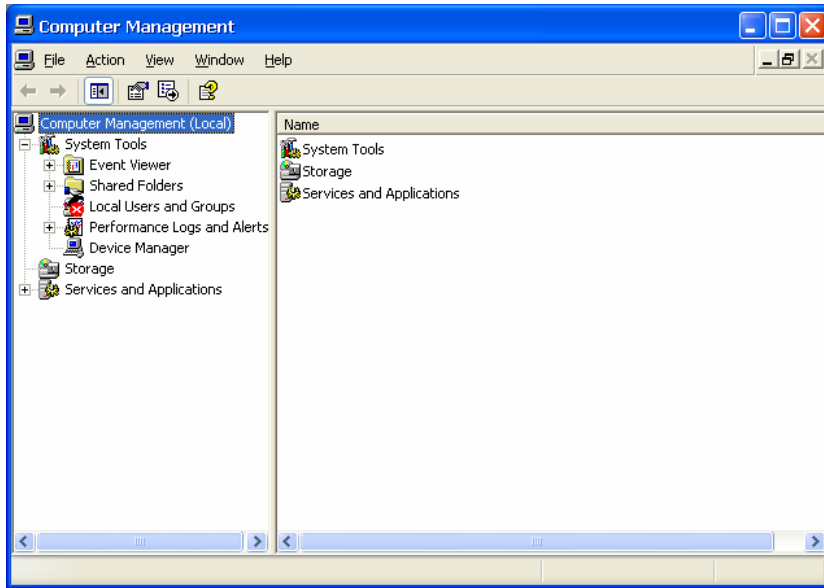 Computer Management
File Action View Window Help
Computer Management (Local)
System Tools
Event Viewer
Shared Folders
Local Users and Groups
Performance Logs and Alerts
Device Manager
Storage
Services and Applications
Name
System Tools
Storage
Services and Applications